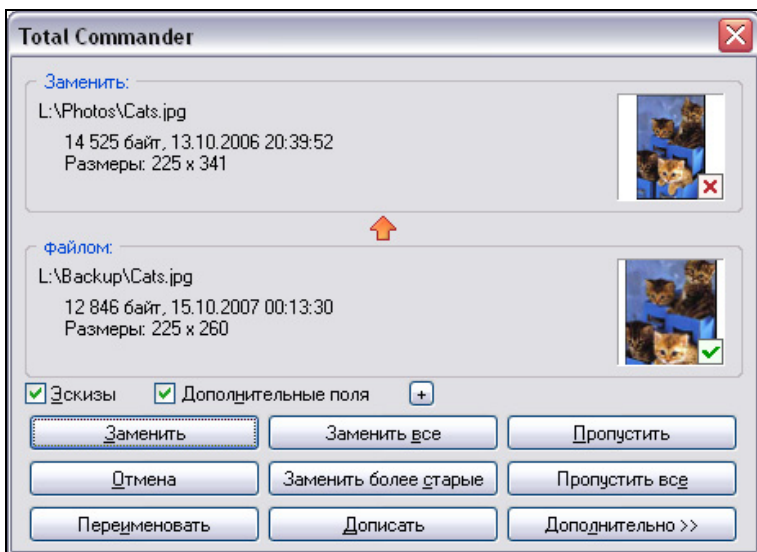 Total Commander
Заменить:
L:\Photos\Cats.jpg
14 525 байт, 13.10.2006 20:39:52
Размеры: 225 x 341
файлом:
L:\Backup\Cats.jpg
12 846 байт, 15.10.2007 00:13:30
Размеры: 225 x 260
Эскизы Дополнительные поля +
Заменить Заменить все Пропустить
Отмена Заменить более старые Пропустить все
Переименовать Дописать Дополнительно >>